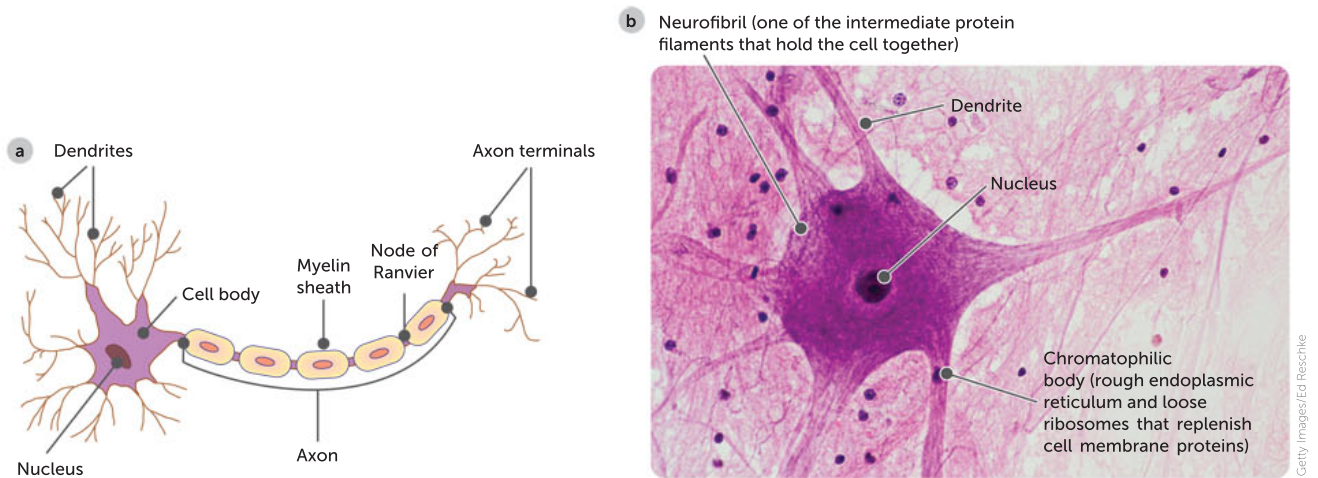 a
Dendrites
Axon terminals
Node of
Ranvier
Myelin
sheath
Cell body
Axon
Nucleus
b
Neurofibril (one of the intermediate protein
filaments that hold the cell together)
Dendrite
Nucleus
Chromatophilic
body (rough endoplasmic
reticulum and loose
ribosomes that replenish
cell membrane proteins)
Getty Images/Ed Reschke